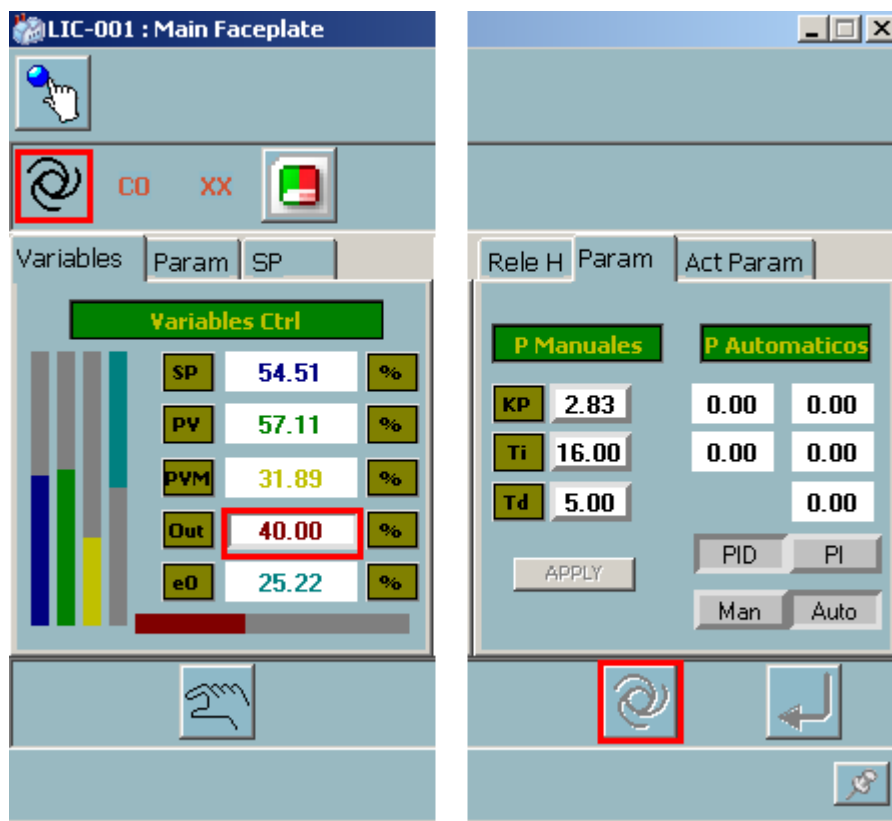 LIC-001 : Main Faceplate
CO XX
Variables Param SP
Variables Ctrl
SP 54.51 %
PV 57.11 %
PVM 31.89 %
Out 40.00 %
e0 25.22 %
Rele H Param Act Param
P Manuales P Automaticos
KP 2.83 0.00 0.00
Ti 16.00 0.00 0.00
Td 5.00 0.00
PID PI
APPLY
Man Auto